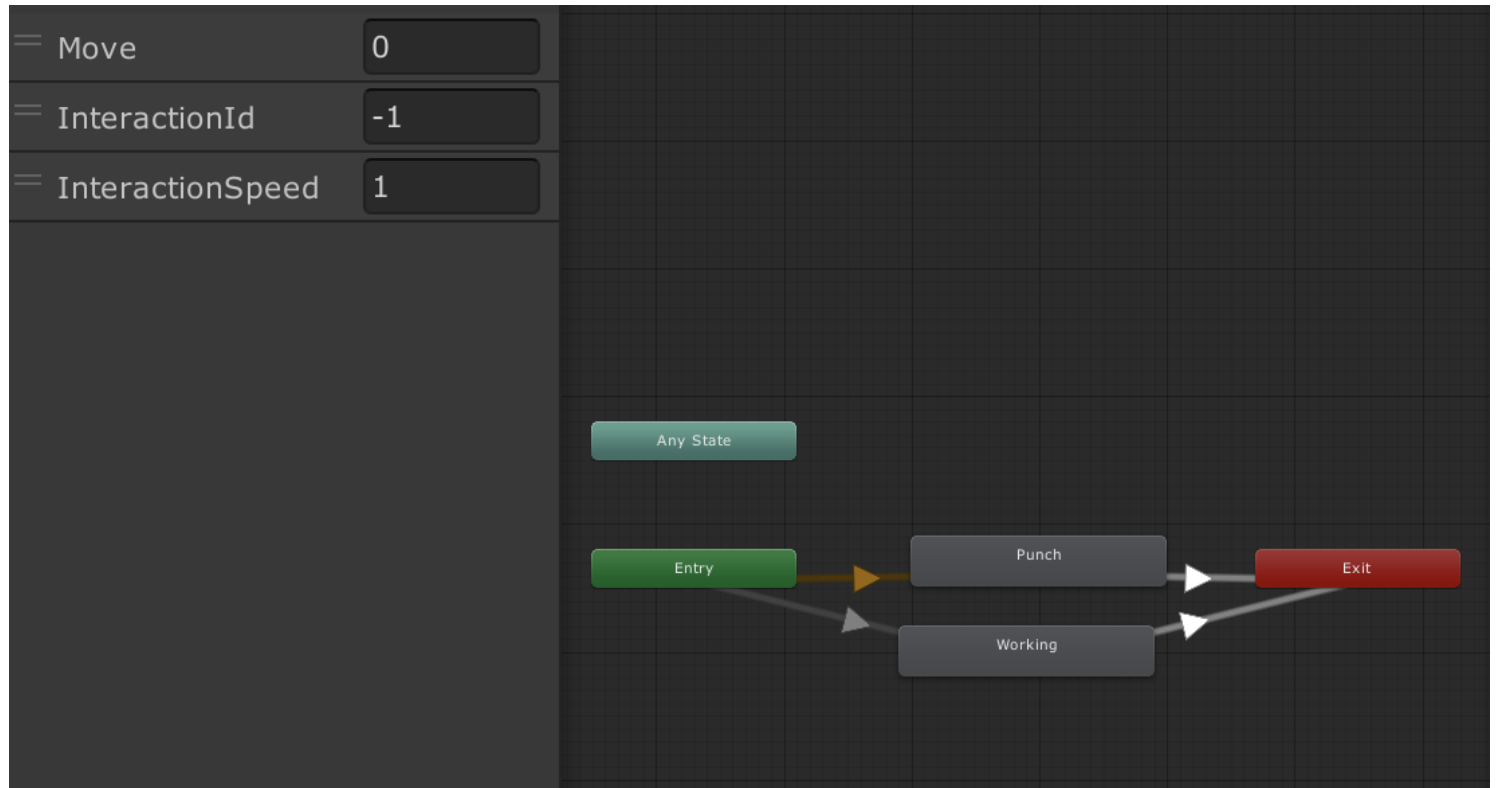 Move 0
InteractionId -1
InteractionSpeed 1
Any State
Entry
Punch
Exit
Working